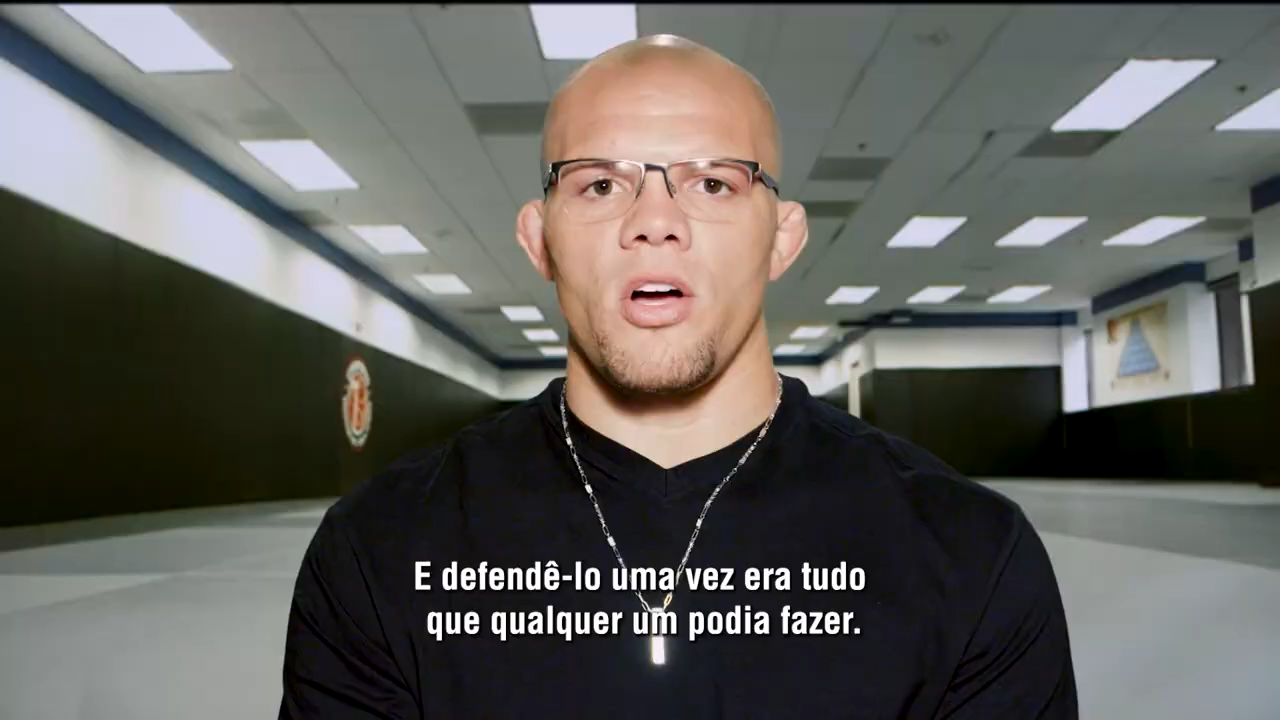 E defendê-lo uma vez era tudo
que qualquer um podia fazer.